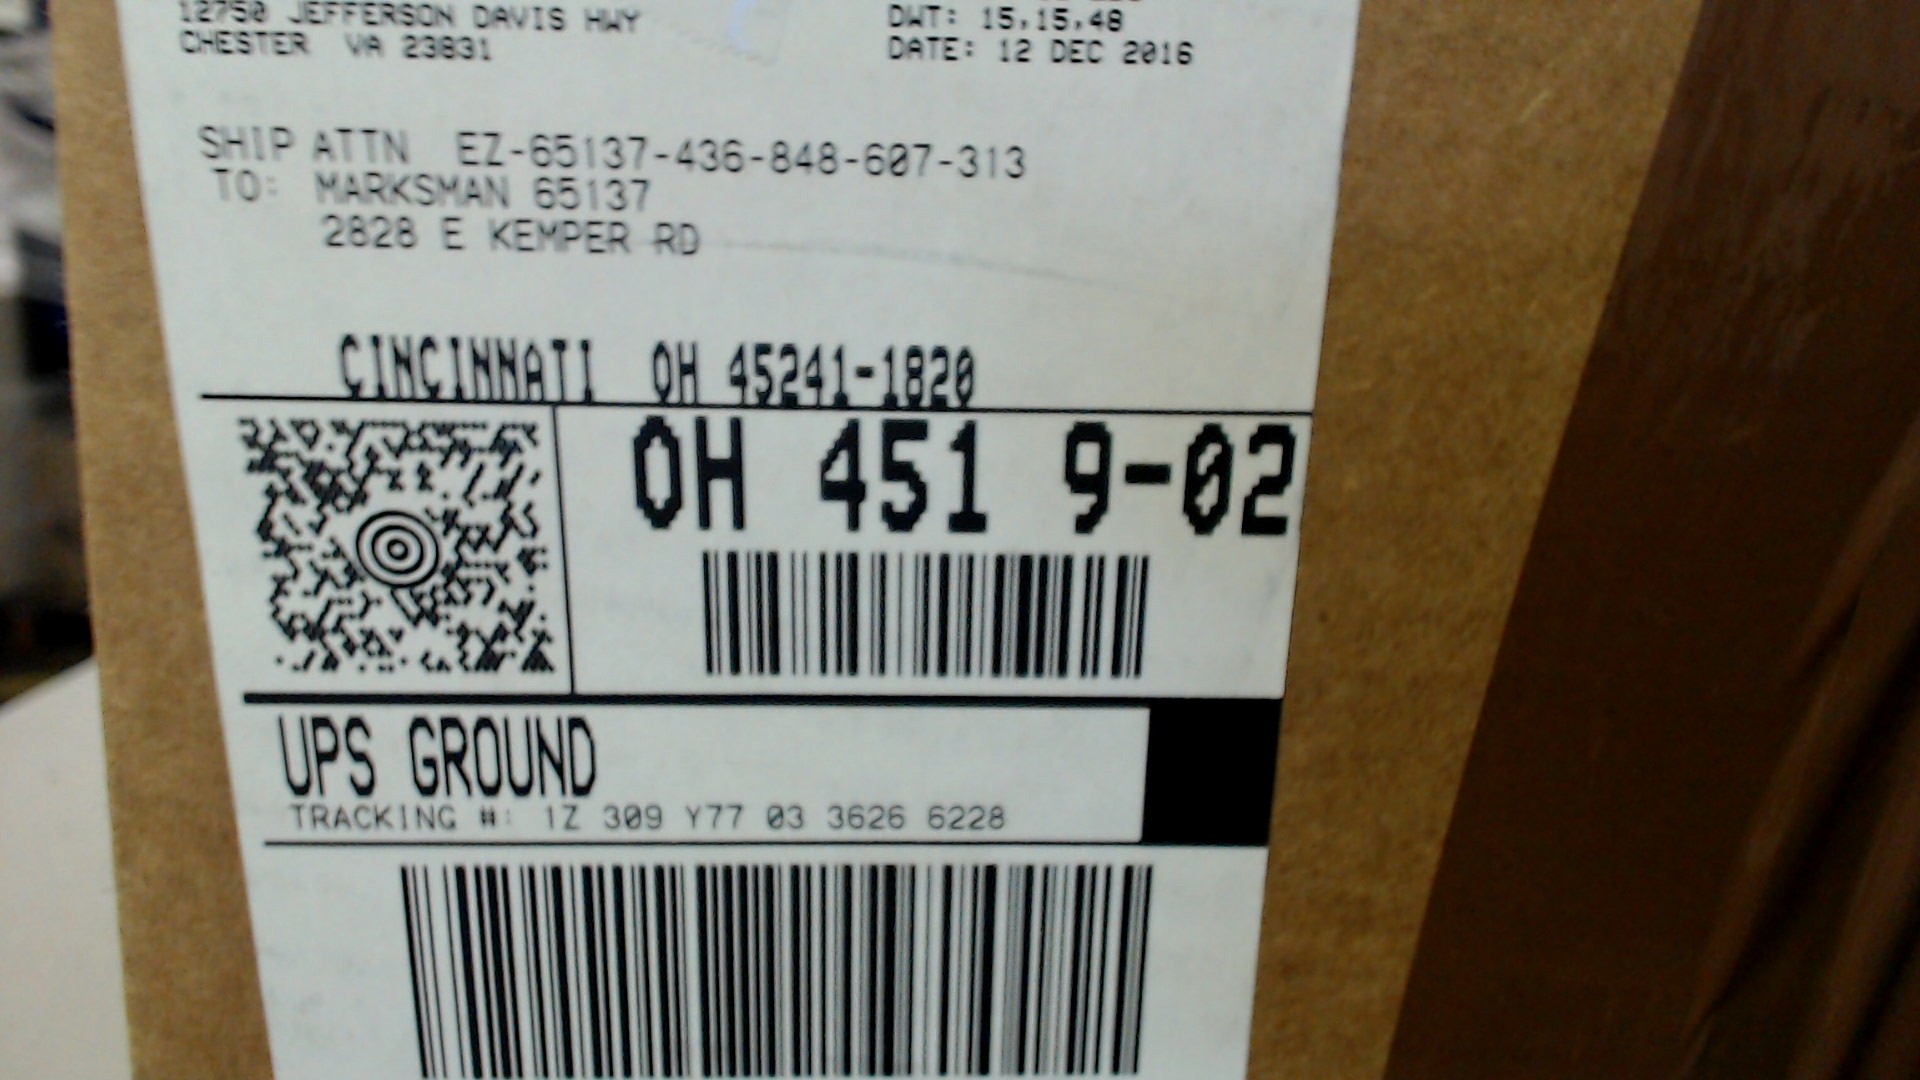 12750 JEFFERSON DAVIS HWY
CHESTER VA 23831
DWT: 15,15,48
DATE: 12 DEC 2016
SHIP ATTN EZ-65137-436-848-607-313
TO: MARKSMAN 65137
2828 E KEMPER RD
CINCINNATI OH 45241-1820
OH 451 9-02
UPS GROUND
TRACKING #: 1Z 309 Y77 03 3626 6228